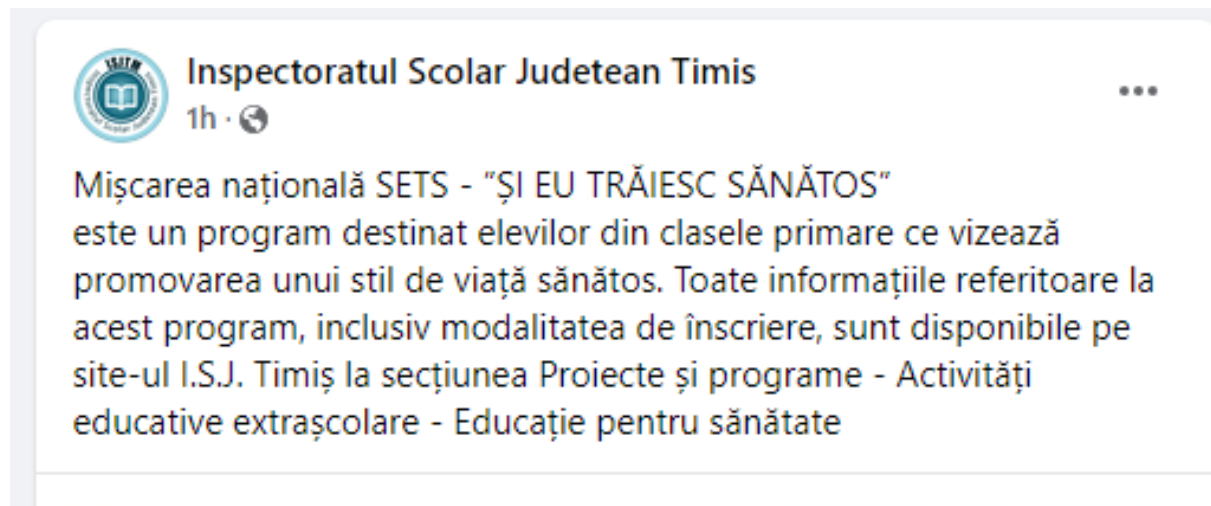 ISJTM
Inspectoratul Scolar Judetean Timis
1h ·
Mișcarea națională SETS - ”ȘI EU TRĂIESC SĂNĂTOS”
este un program destinat elevilor din clasele primare ce vizează
promovarea unui stil de viață sănătos. Toate informațiile referitoare la
acest program, inclusiv modalitatea de înscriere, sunt disponibile pe
site-ul I.S.J. Timiș la secțiunea Proiecte și programe - Activități
educative extrașcolare - Educație pentru sănătate